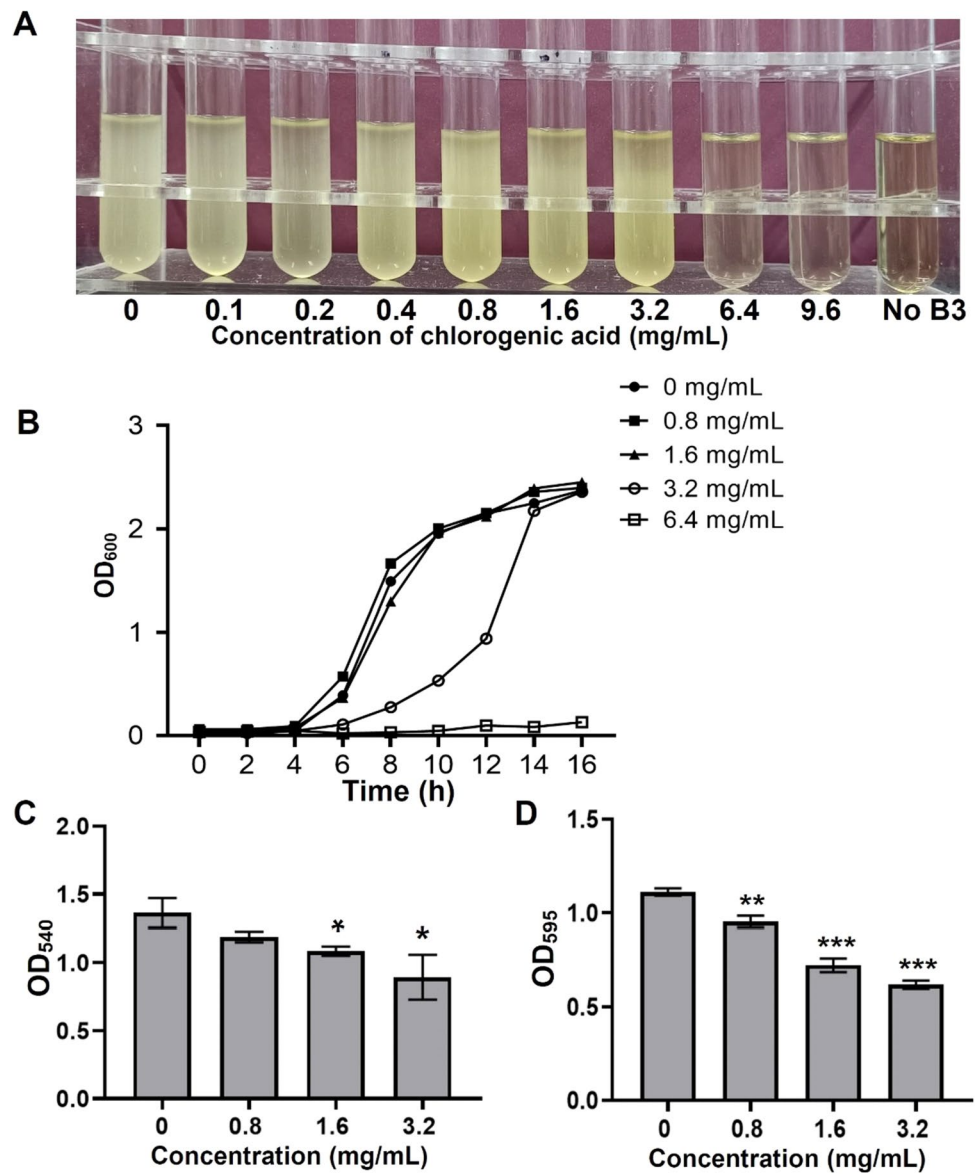 A
0 0.1 0.2 0.4 0.8 1.6 3.2 6.4 9.6 No B3
Concentration of chlorogenic acid (mg/mL)
B
0 mg/mL
0.8 mg/mL
1.6 mg/mL
3.2 mg/mL
6.4 mg/mL
3
2
1
0
OD600
0 2 4 6 8 10 12 14 16
Time (h)
C
2.0
1.5
1.0
0.5
0.0
OD540
* *
0 0.8 1.6 3.2
Concentration (mg/mL)
D
1.5
1.0
0.5
0.0
OD595
** *** ***
0 0.8 1.6 3.2
Concentration (mg/mL)